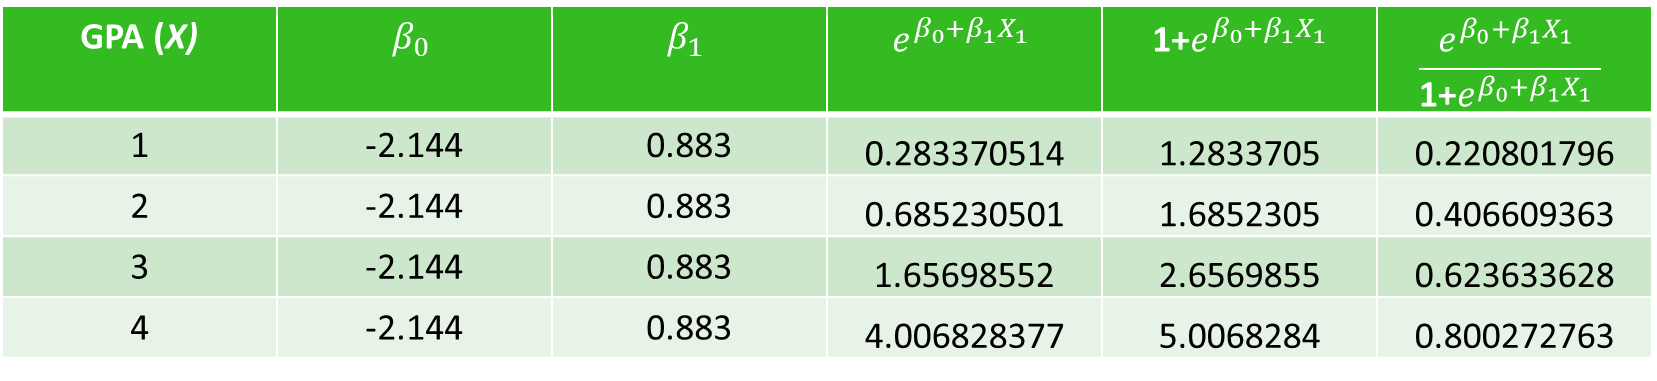 GPA (X) β₀ β₁ e^{β₀+β₁X₁} 1+e^{β₀+β₁X₁} e^{β₀+β₁X₁} / 1+e^{β₀+β₁X₁}
1 -2.144 0.883 0.283370514 1.2833705 0.220801796
2 -2.144 0.883 0.685230501 1.6852305 0.406609363
3 -2.144 0.883 1.65698552 2.6569855 0.623633628
4 -2.144 0.883 4.006828377 5.0068284 0.800272763